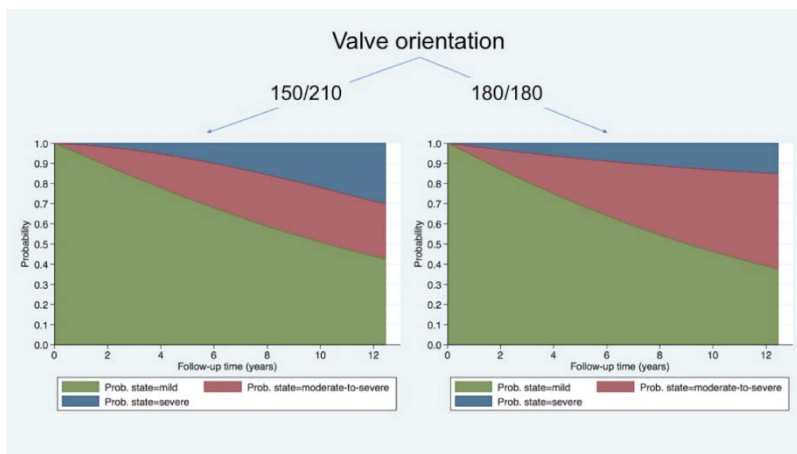 Valve orientation
150/210
180/180
1.0
0.9
0.8
0.7
0.6
0.5
0.4
0.3
0.2
0.1
0.0
Probability
0 2 4 6 8 10 12
Follow-up time (years)
Prob. state=mild Prob. state=moderate-to-severe
Prob. state=severe
1.0
0.9
0.8
0.7
0.6
0.5
0.4
0.3
0.2
0.1
0.0
Probability
0 2 4 6 8 10 12
Follow-up time (years)
Prob. state=mild Prob. state=moderate-to-severe
Prob. state=severe